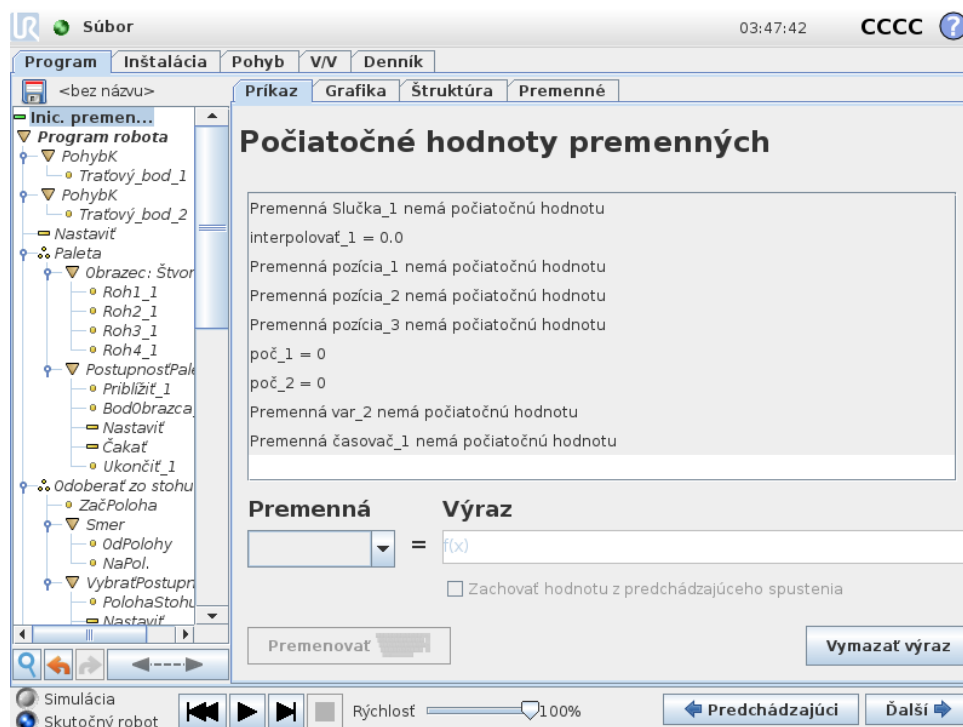 UR Súbor 03:47:42 CCCC ?
Program Inštalácia Pohyb V/V Denník
<bez názvu> Príkaz Grafika Štruktúra Premenné
Inic. premen...
Program robota
PohybK
Traťový_bod_1
PohybK
Traťový_bod_2
Nastaviť
Paleta
Obrazec: Štvor
Roh1_1
Roh2_1
Roh3_1
Roh4_1
PostupnosťPale
Priblížiť_1
BodObrazca
Nastaviť
Čakať
Ukončiť_1
Odoberať zo stohu
ZačPoloha
Smer
OdPolohy
NaPol.
VybraťPostupn
PolohaStohu
Nastaviť
Počiatočné hodnoty premenných
Premenná Slučka_1 nemá počiatočnú hodnotu
interpolovať_1 = 0.0
Premenná pozícia_1 nemá počiatočnú hodnotu
Premenná pozícia_2 nemá počiatočnú hodnotu
Premenná pozícia_3 nemá počiatočnú hodnotu
poč_1 = 0
poč_2 = 0
Premenná var_2 nemá počiatočnú hodnotu
Premenná časovač_1 nemá počiatočnú hodnotu
Premenná Výraz
= f(x)
Zachovať hodnotu z predchádzajúceho spustenia
Premenovať Vymazať výraz
Simulácia
Skutočný robot
Rýchlosť 100%
Predchádzajúci Ďalší